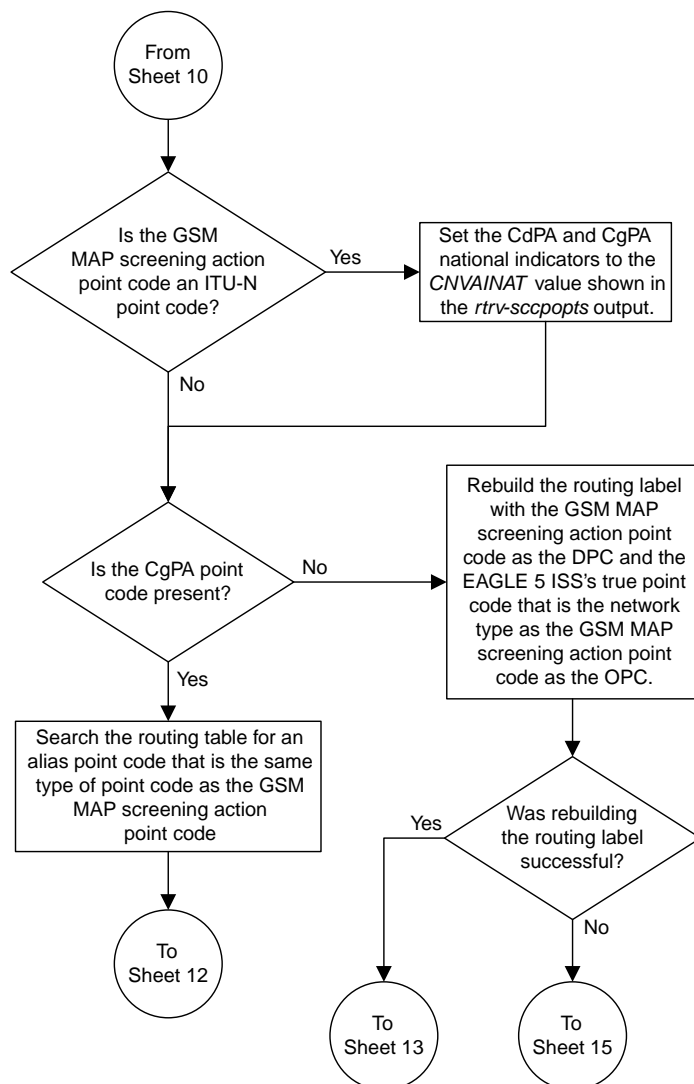 From
Sheet 10
Is the GSM
MAP screening action
point code an ITU-N
point code?
Yes
Set the CdPA and CgPA
national indicators to the
CNVAINAT value shown in
the rtrv-sccpopts output.
No
Is the CgPA point
code present?
No
Rebuild the routing label
with the GSM MAP
screening action point
code as the DPC and the
EAGLE 5 ISS's true point
code that is the network
type as the GSM MAP
screening action point
code as the OPC.
Yes
Search the routing table for an
alias point code that is the same
type of point code as the GSM
MAP screening action
point code
Was rebuilding
the routing label
successful?
Yes
No
To
Sheet 12
To
Sheet 13
To
Sheet 15